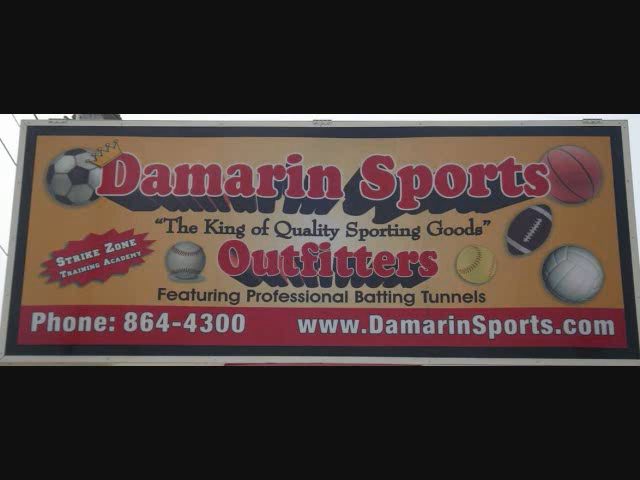 Damarin Sports
"The King of Quality Sporting Goods"
Outfitters
STRIKE ZONE
TRAINING ACADEMY
Featuring Professional Batting Tunnels
Phone: 864-4300
www.DamarinSports.com